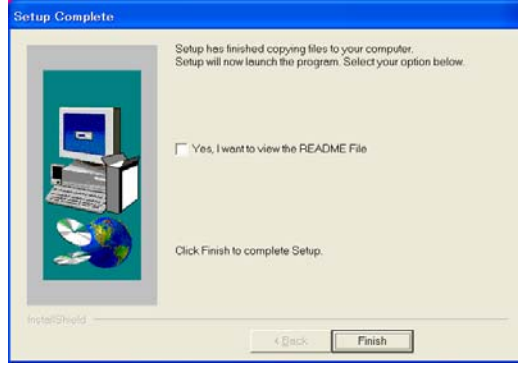 Setup Complete
Setup has finished copying files to your computer.
Setup will now launch the program. Select your option below.
Yes, I want to view the README File
Click Finish to complete Setup.
InstallShield
< Back
Finish